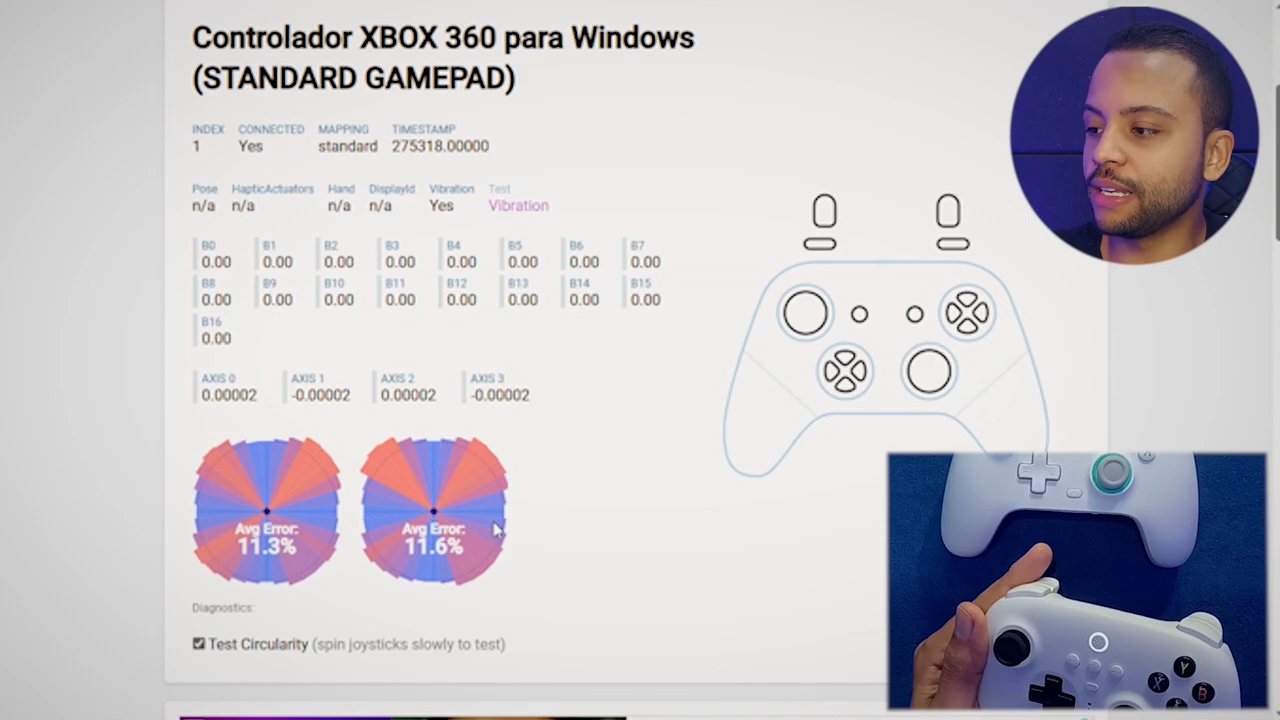 Controlador XBOX 360 para Windows
(STANDARD GAMEPAD)
INDEX CONNECTED MAPPING TIMESTAMP
1 Yes standard 275318.00000
Pose HapticActuators Hand DisplayId Vibration Test
n/a n/a n/a n/a Yes Vibration
B0 B1 B2 B3 B4 B5 B6 B7
0.00 0.00 0.00 0.00 0.00 0.00 0.00 0.00
B8 B9 B10 B11 B12 B13 B14 B15
0.00 0.00 0.00 0.00 0.00 0.00 0.00 0.00
B16
0.00
AXIS 0 AXIS 1 AXIS 2 AXIS 3
0.00002 -0.00002 0.00002 -0.00002
Avg Error: Avg Error:
11.3% 11.6%
Diagnostics:
Test Circularity (spin joysticks slowly to test)
Y
X B